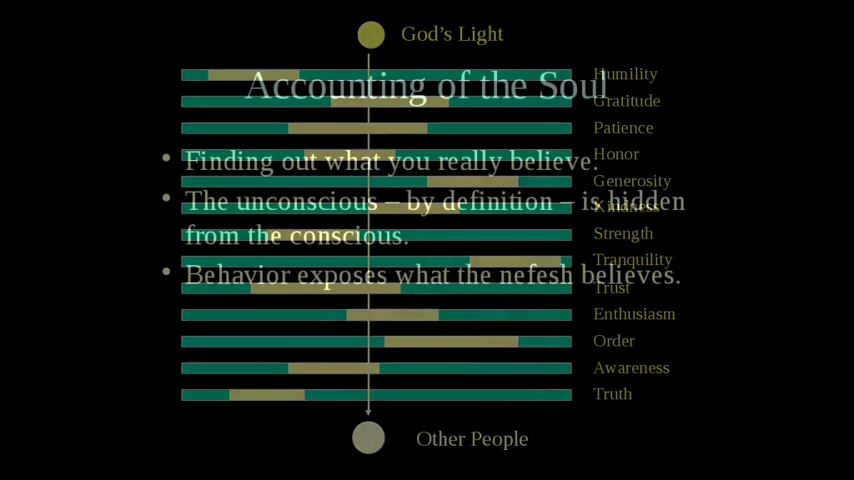 God's Light
Humility
Accounting of the Soul
Gratitude
Patience
Honor
• Finding out what you really believe.
Generosity
• The unconscious – by definition – is hidden
Kindness
from the conscious.
Strength
Tranquility
• Behavior exposes what the nefesh believes.
Trust
Enthusiasm
Order
Awareness
Truth
Other People